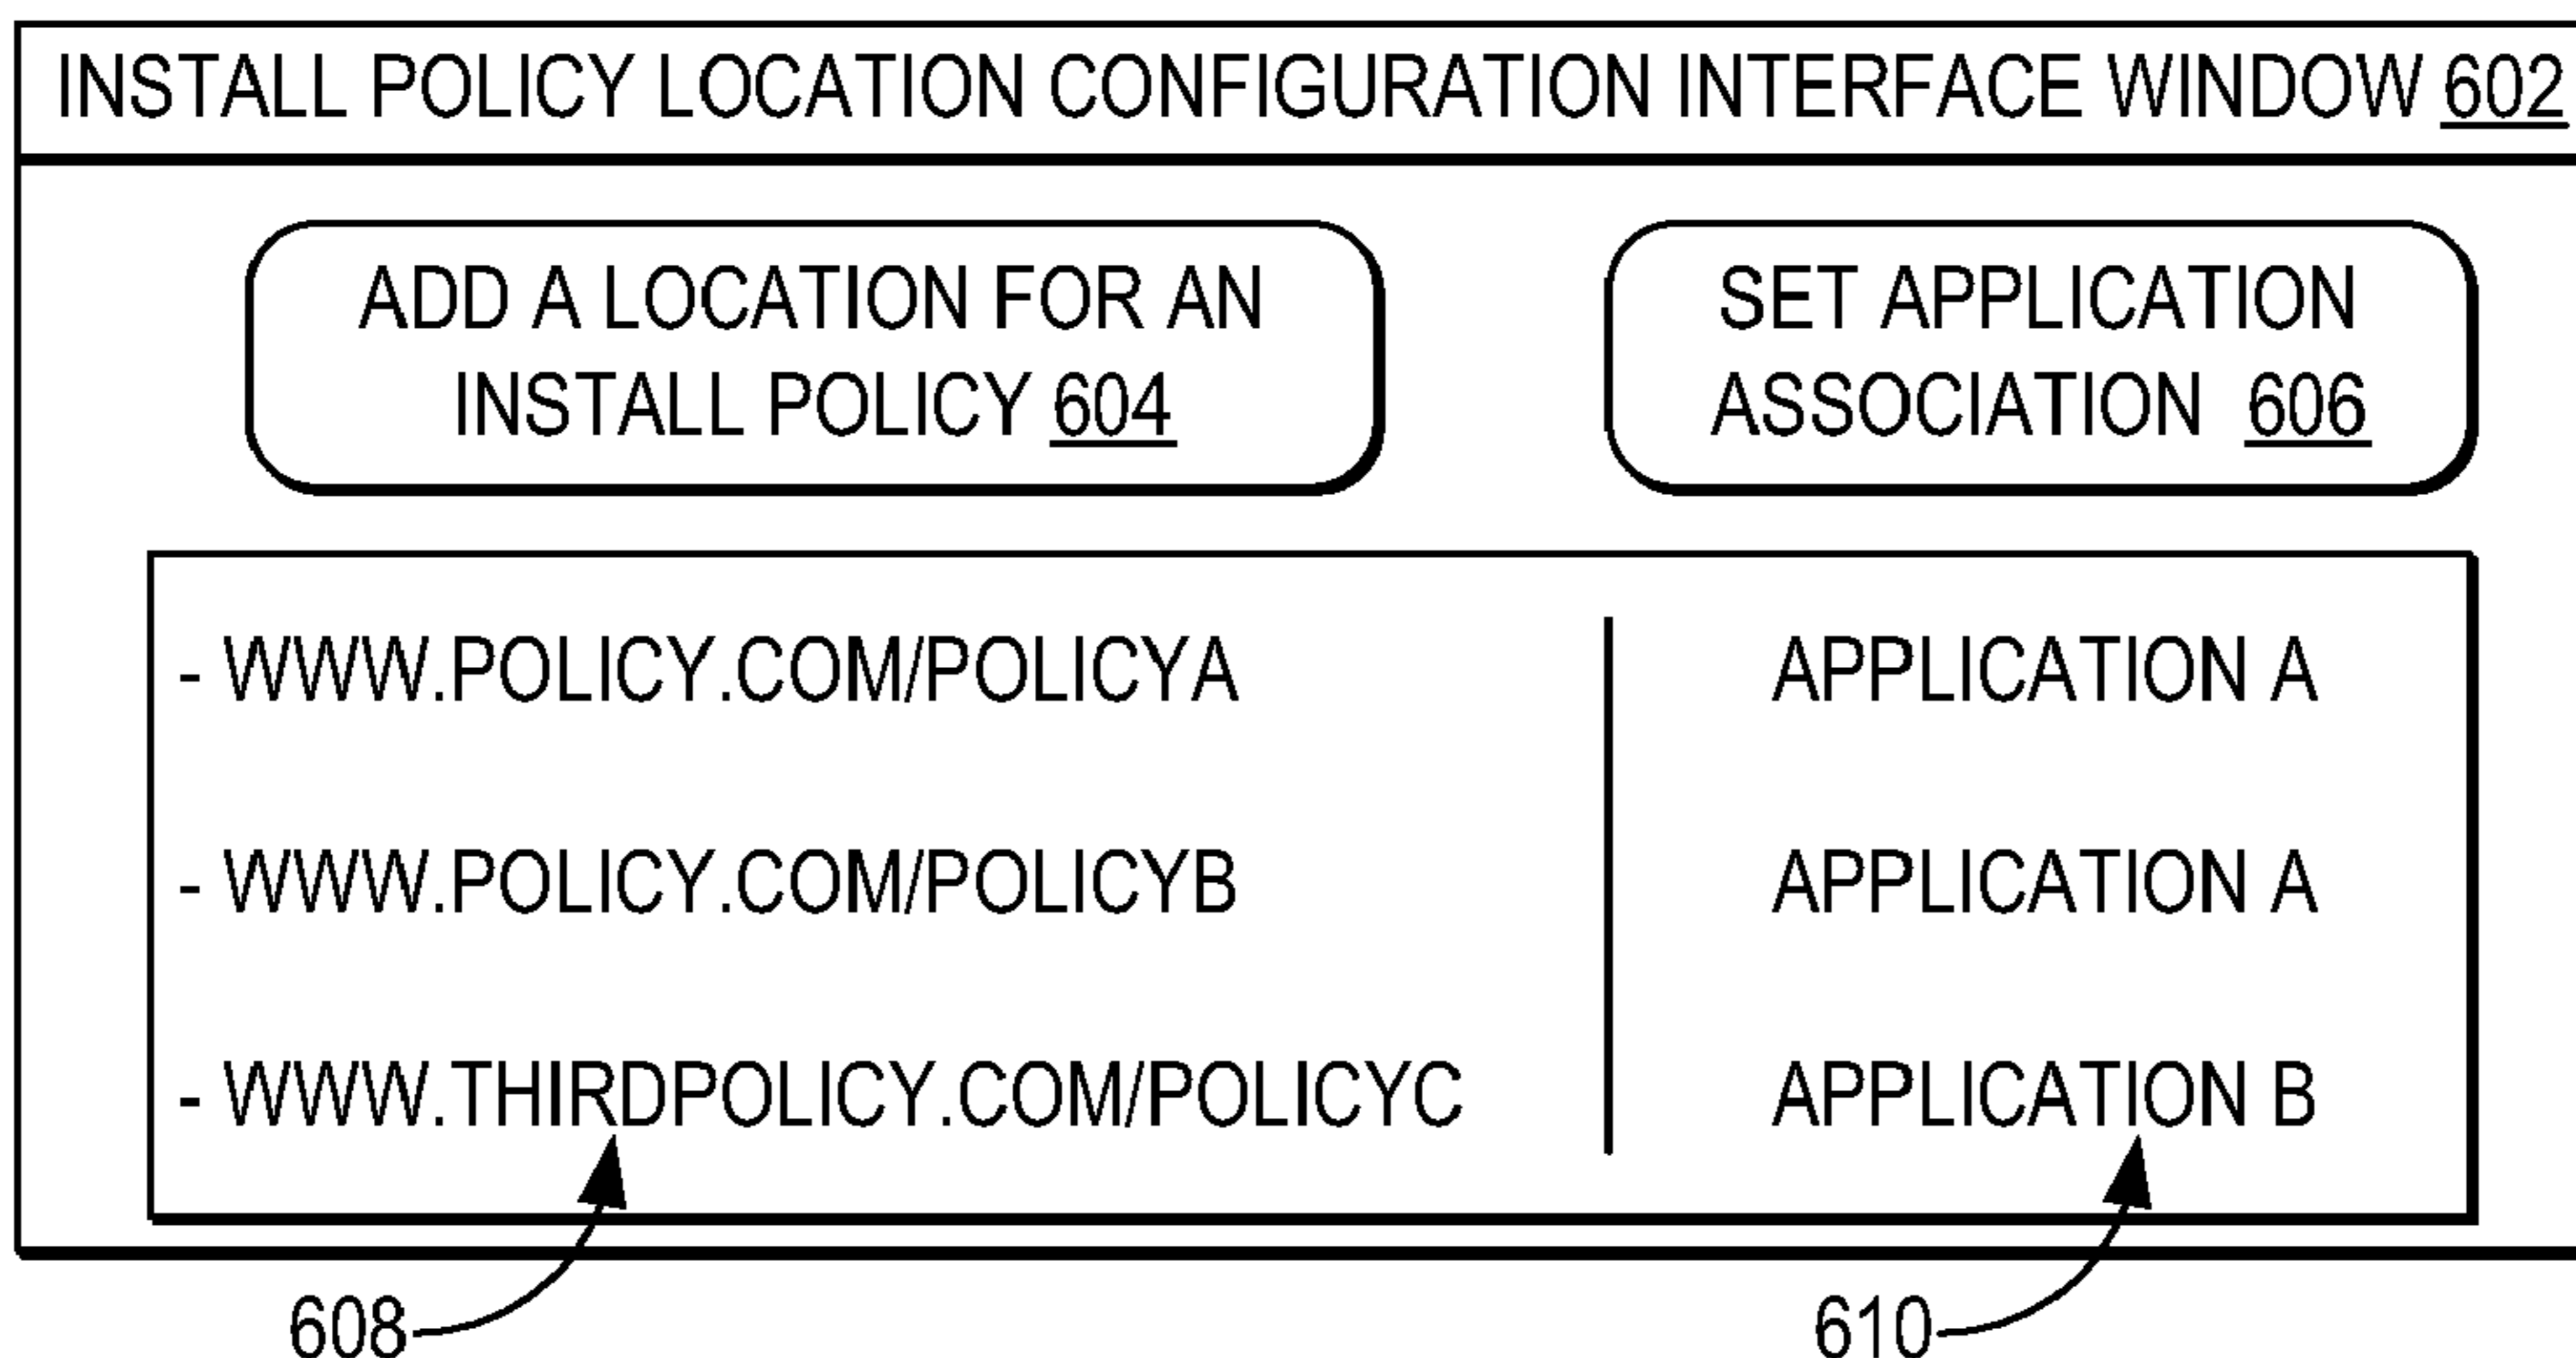 INSTALL POLICY LOCATION CONFIGURATION INTERFACE WINDOW 602
ADD A LOCATION FOR AN
INSTALL POLICY 604
SET APPLICATION
ASSOCIATION 606
- WWW.POLICY.COM/POLICYA
APPLICATION A
- WWW.POLICY.COM/POLICYB
APPLICATION A
- WWW.THIRDPOLICY.COM/POLICYC
APPLICATION B
608
610